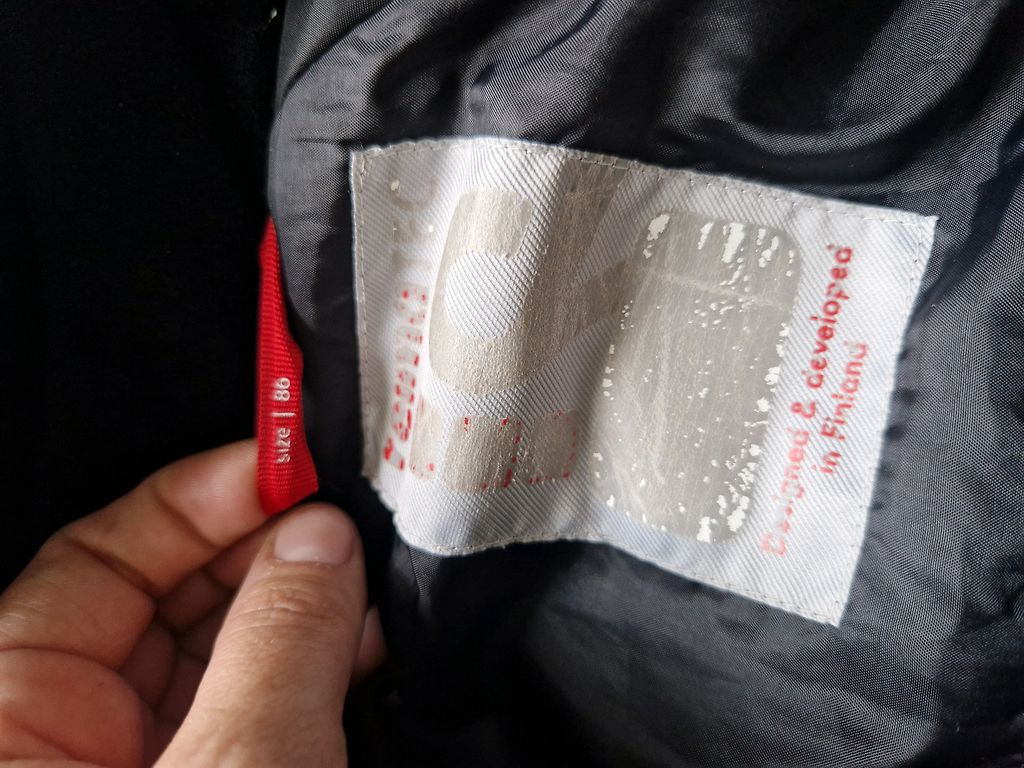 size | 86
Designed & developed
in Finland